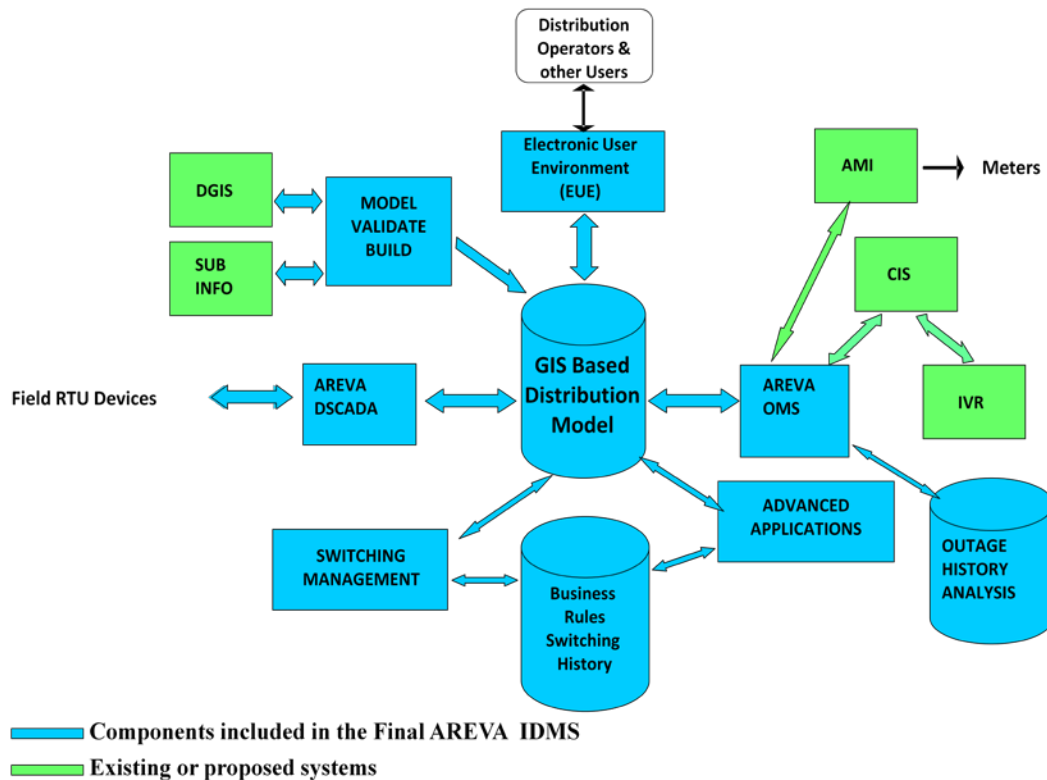 Distribution
Operators &
other Users
Electronic User
Environment
(EUE)
AMI
Meters
DGIS
MODEL
VALIDATE
BUILD
SUB
INFO
CIS
GIS Based
Distribution
Model
Field RTU Devices
AREVA
DSCADA
AREVA
OMS
IVR
ADVANCED
APPLICATIONS
SWITCHING
MANAGEMENT
Business
Rules
Switching
History
OUTAGE
HISTORY
ANALYSIS
Components included in the Final AREVA IDMS
Existing or proposed systems